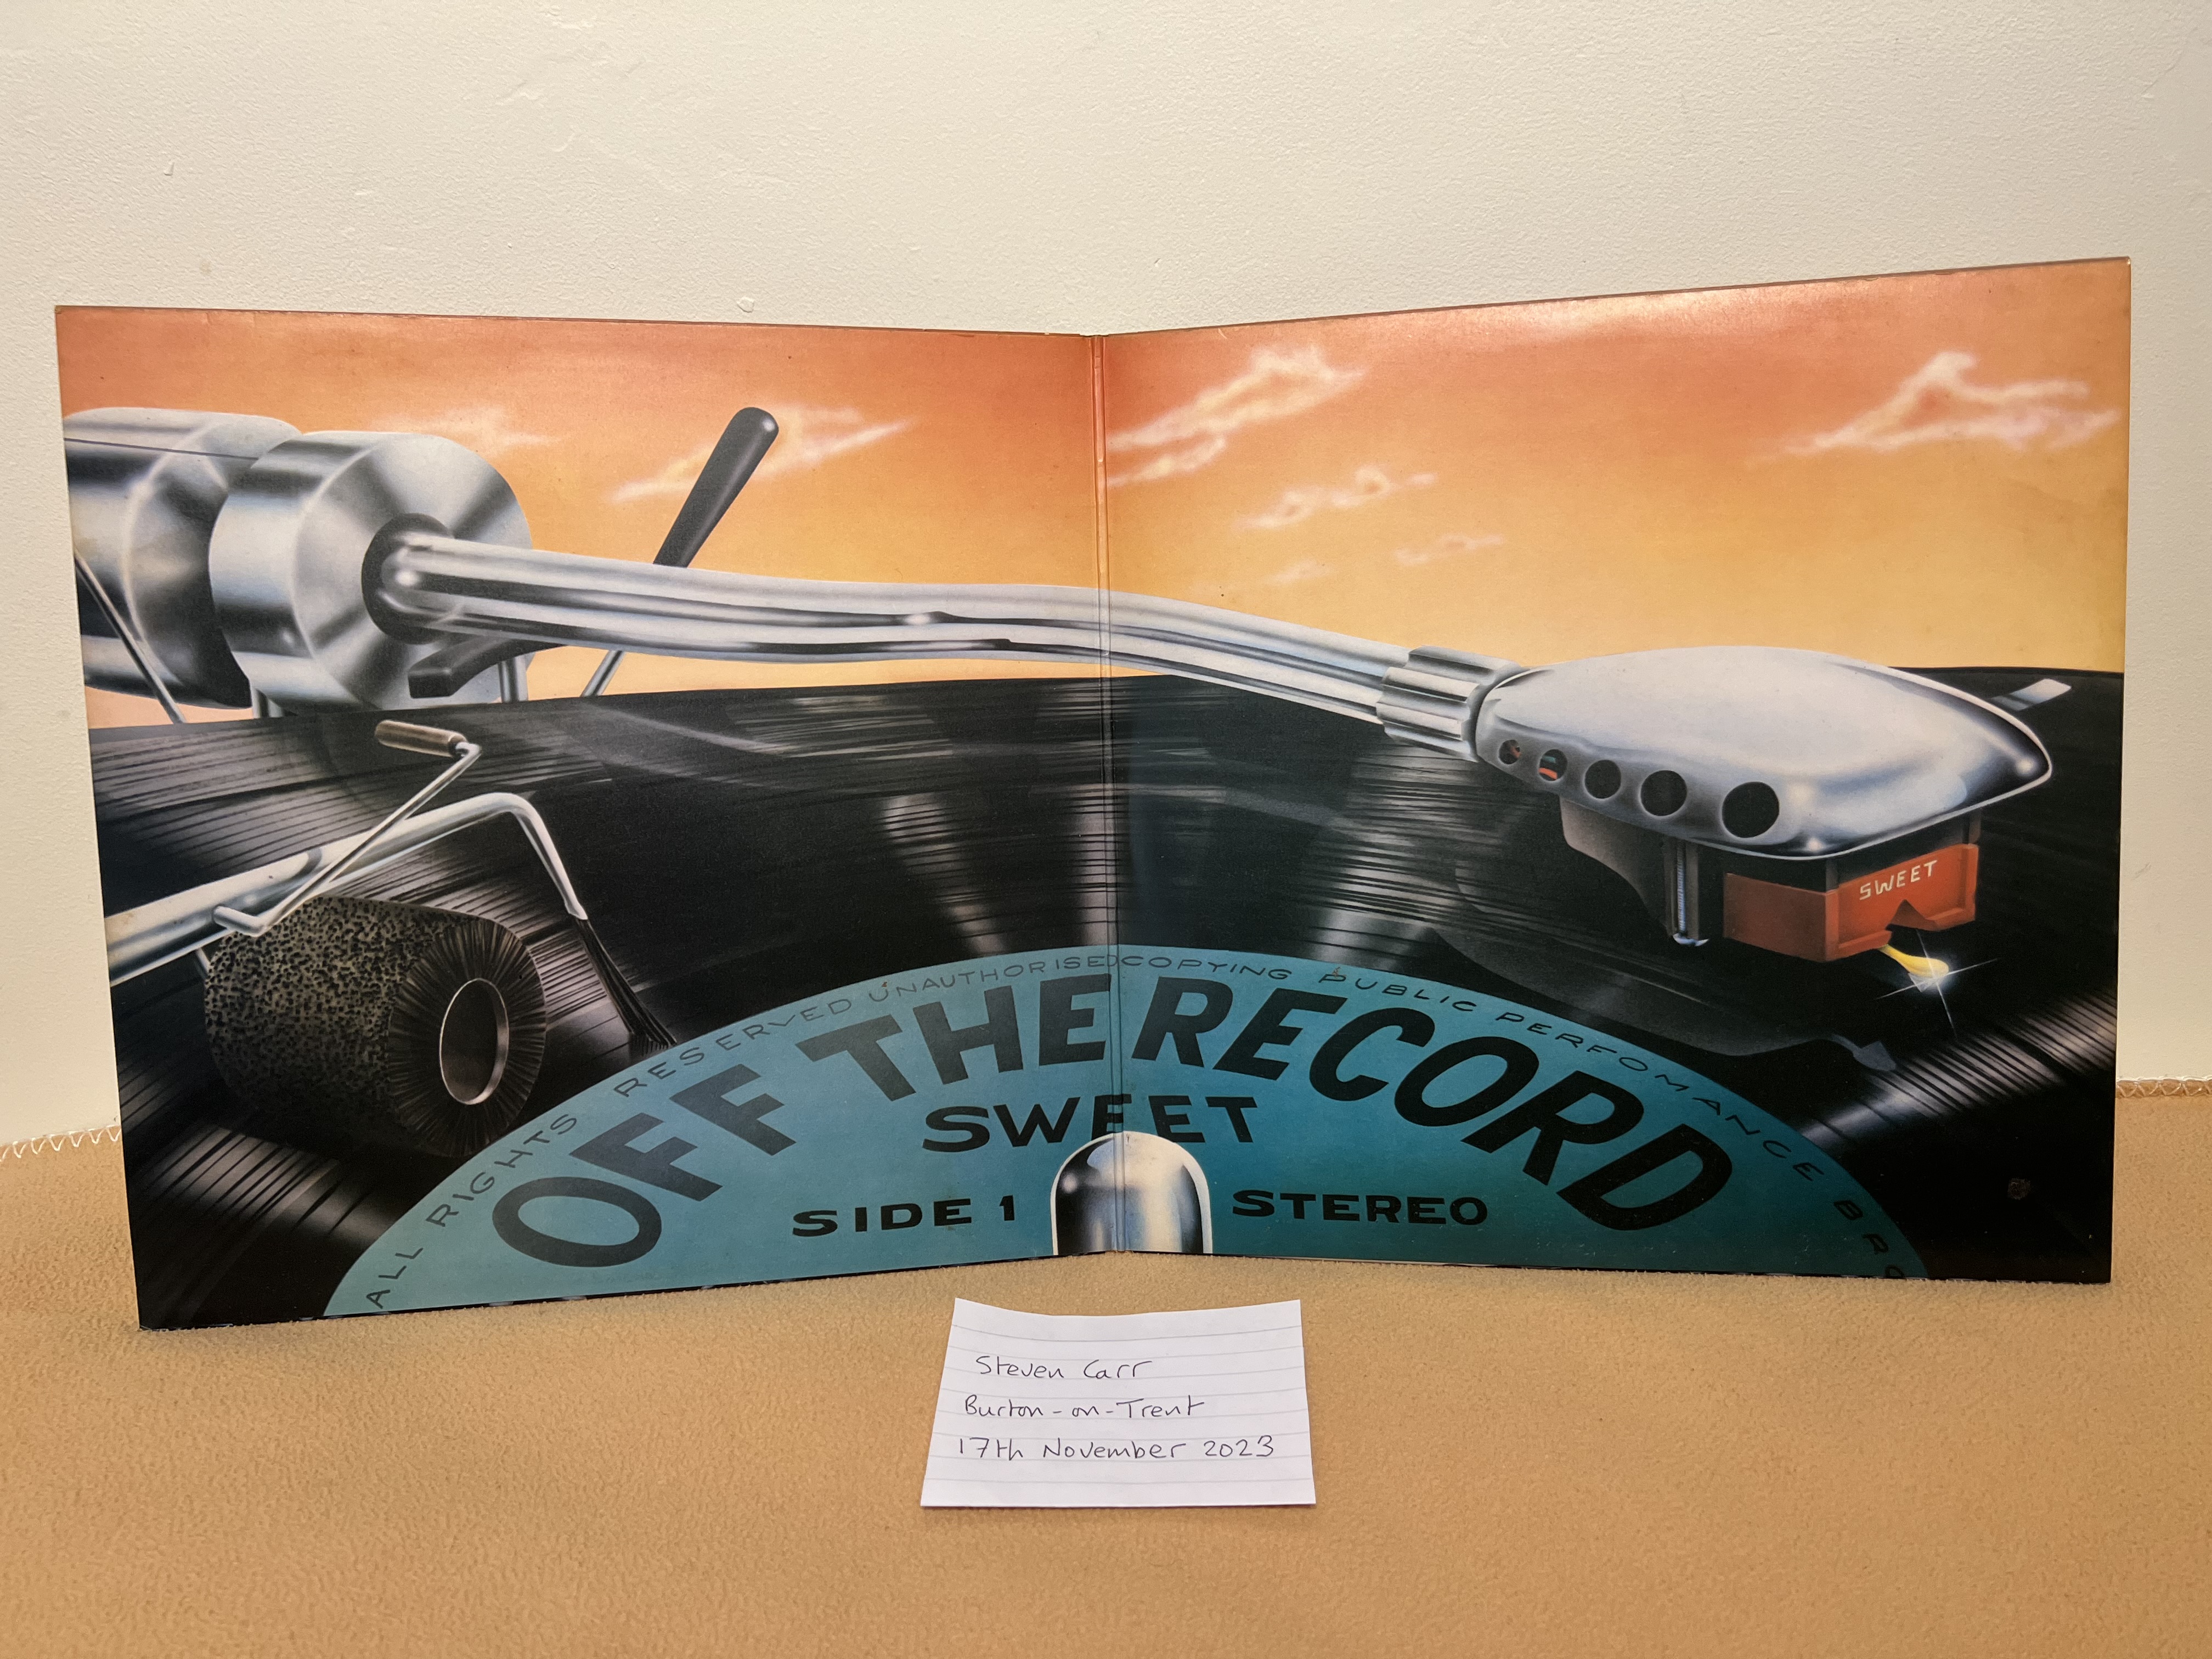 SWEET
ALL RIGHTS RESERVED UNAUTHORISED COPYING PUBLIC PERFOMANCE BRO
OFF THE RECORD
SWEET
SIDE 1 STEREO
Steven Carr
Burton-on-Trent
17th November 2023